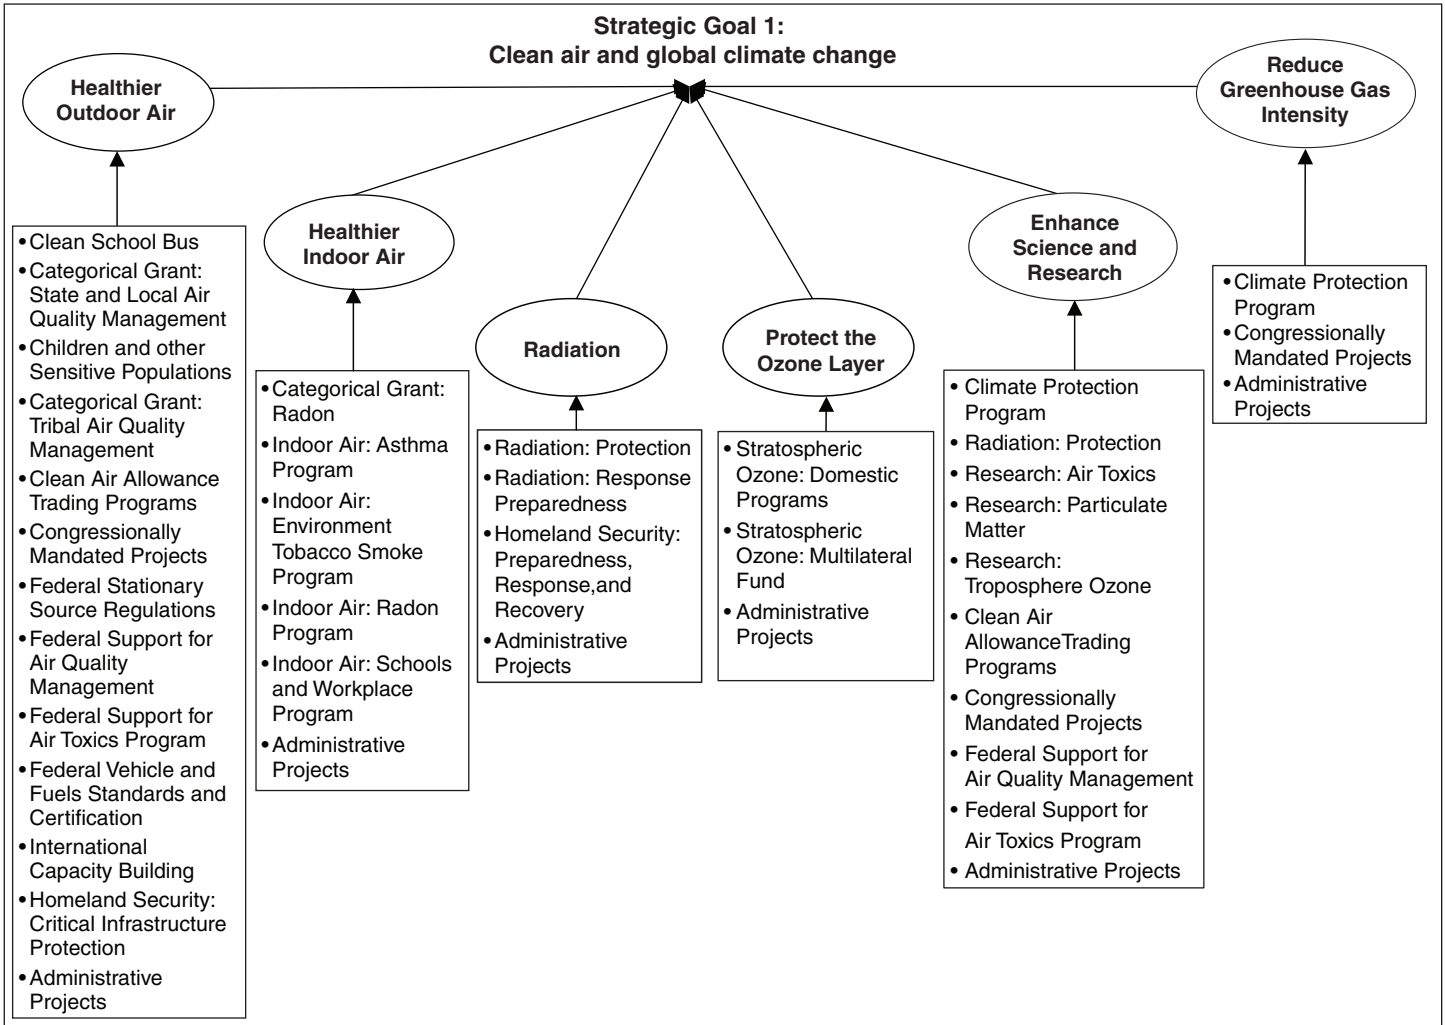 Strategic Goal 1:
Clean air and global climate change
Healthier
Outdoor Air
• Clean School Bus
• Categorical Grant:
State and Local Air
Quality Management
• Children and other
Sensitive Populations
• Categorical Grant:
Tribal Air Quality
Management
• Clean Air Allowance
Trading Programs
• Congressionally
Mandated Projects
• Federal Stationary
Source Regulations
• Federal Support for
Air Quality
Management
• Federal Support for
Air Toxics Program
• Federal Vehicle and
Fuels Standards and
Certification
• International
Capacity Building
• Homeland Security:
Critical Infrastructure
Protection
• Administrative
Projects
Healthier
Indoor Air
• Categorical Grant:
Radon
• Indoor Air: Asthma
Program
• Indoor Air:
Environment
Tobacco Smoke
Program
• Indoor Air: Radon
Program
• Indoor Air: Schools
and Workplace
Program
• Administrative
Projects
Radiation
• Radiation: Protection
• Radiation: Response
Preparedness
• Homeland Security:
Preparedness,
Response,and
Recovery
• Administrative
Projects
Protect the
Ozone Layer
• Stratospheric
Ozone: Domestic
Programs
• Stratospheric
Ozone: Multilateral
Fund
• Administrative
Projects
Enhance
Science and
Research
• Climate Protection
Program
• Radiation: Protection
• Research: Air Toxics
• Research: Particulate
Matter
• Research:
Troposphere Ozone
• Clean Air
AllowanceTrading
Programs
• Congressionally
Mandated Projects
• Federal Support for
Air Quality Management
• Federal Support for
Air Toxics Program
• Administrative Projects
Reduce
Greenhouse Gas
Intensity
• Climate Protection
Program
• Congressionally
Mandated Projects
• Administrative
Projects